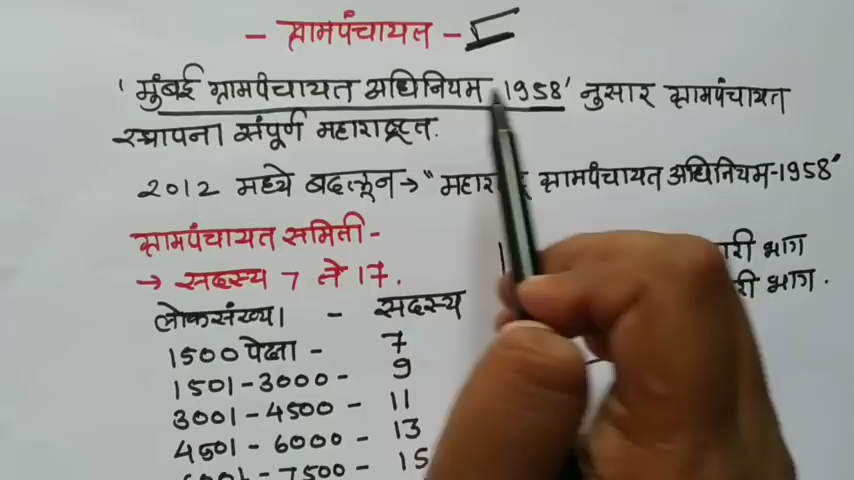 - ग्रामपंचायत -
'मुंबई ग्रामपंचायत अधिनियम 1958' नुसार ग्रामपंचायत
स्थापना संपूर्ण महाराष्ट्रात.
2012 मध्ये बदलून → "महाराष्ट्र ग्रामपंचायत अधिनियम-1958"
ग्रामपंचायत समिती -
→ सदस्य 7 ते 17.
लोकसंख्या - सदस्य
1500 पेक्षा - 7
1501-3000 - 9
3001-4500 - 11
4501-6000 - 13
6001-7500 - 15
भाग
भाग.